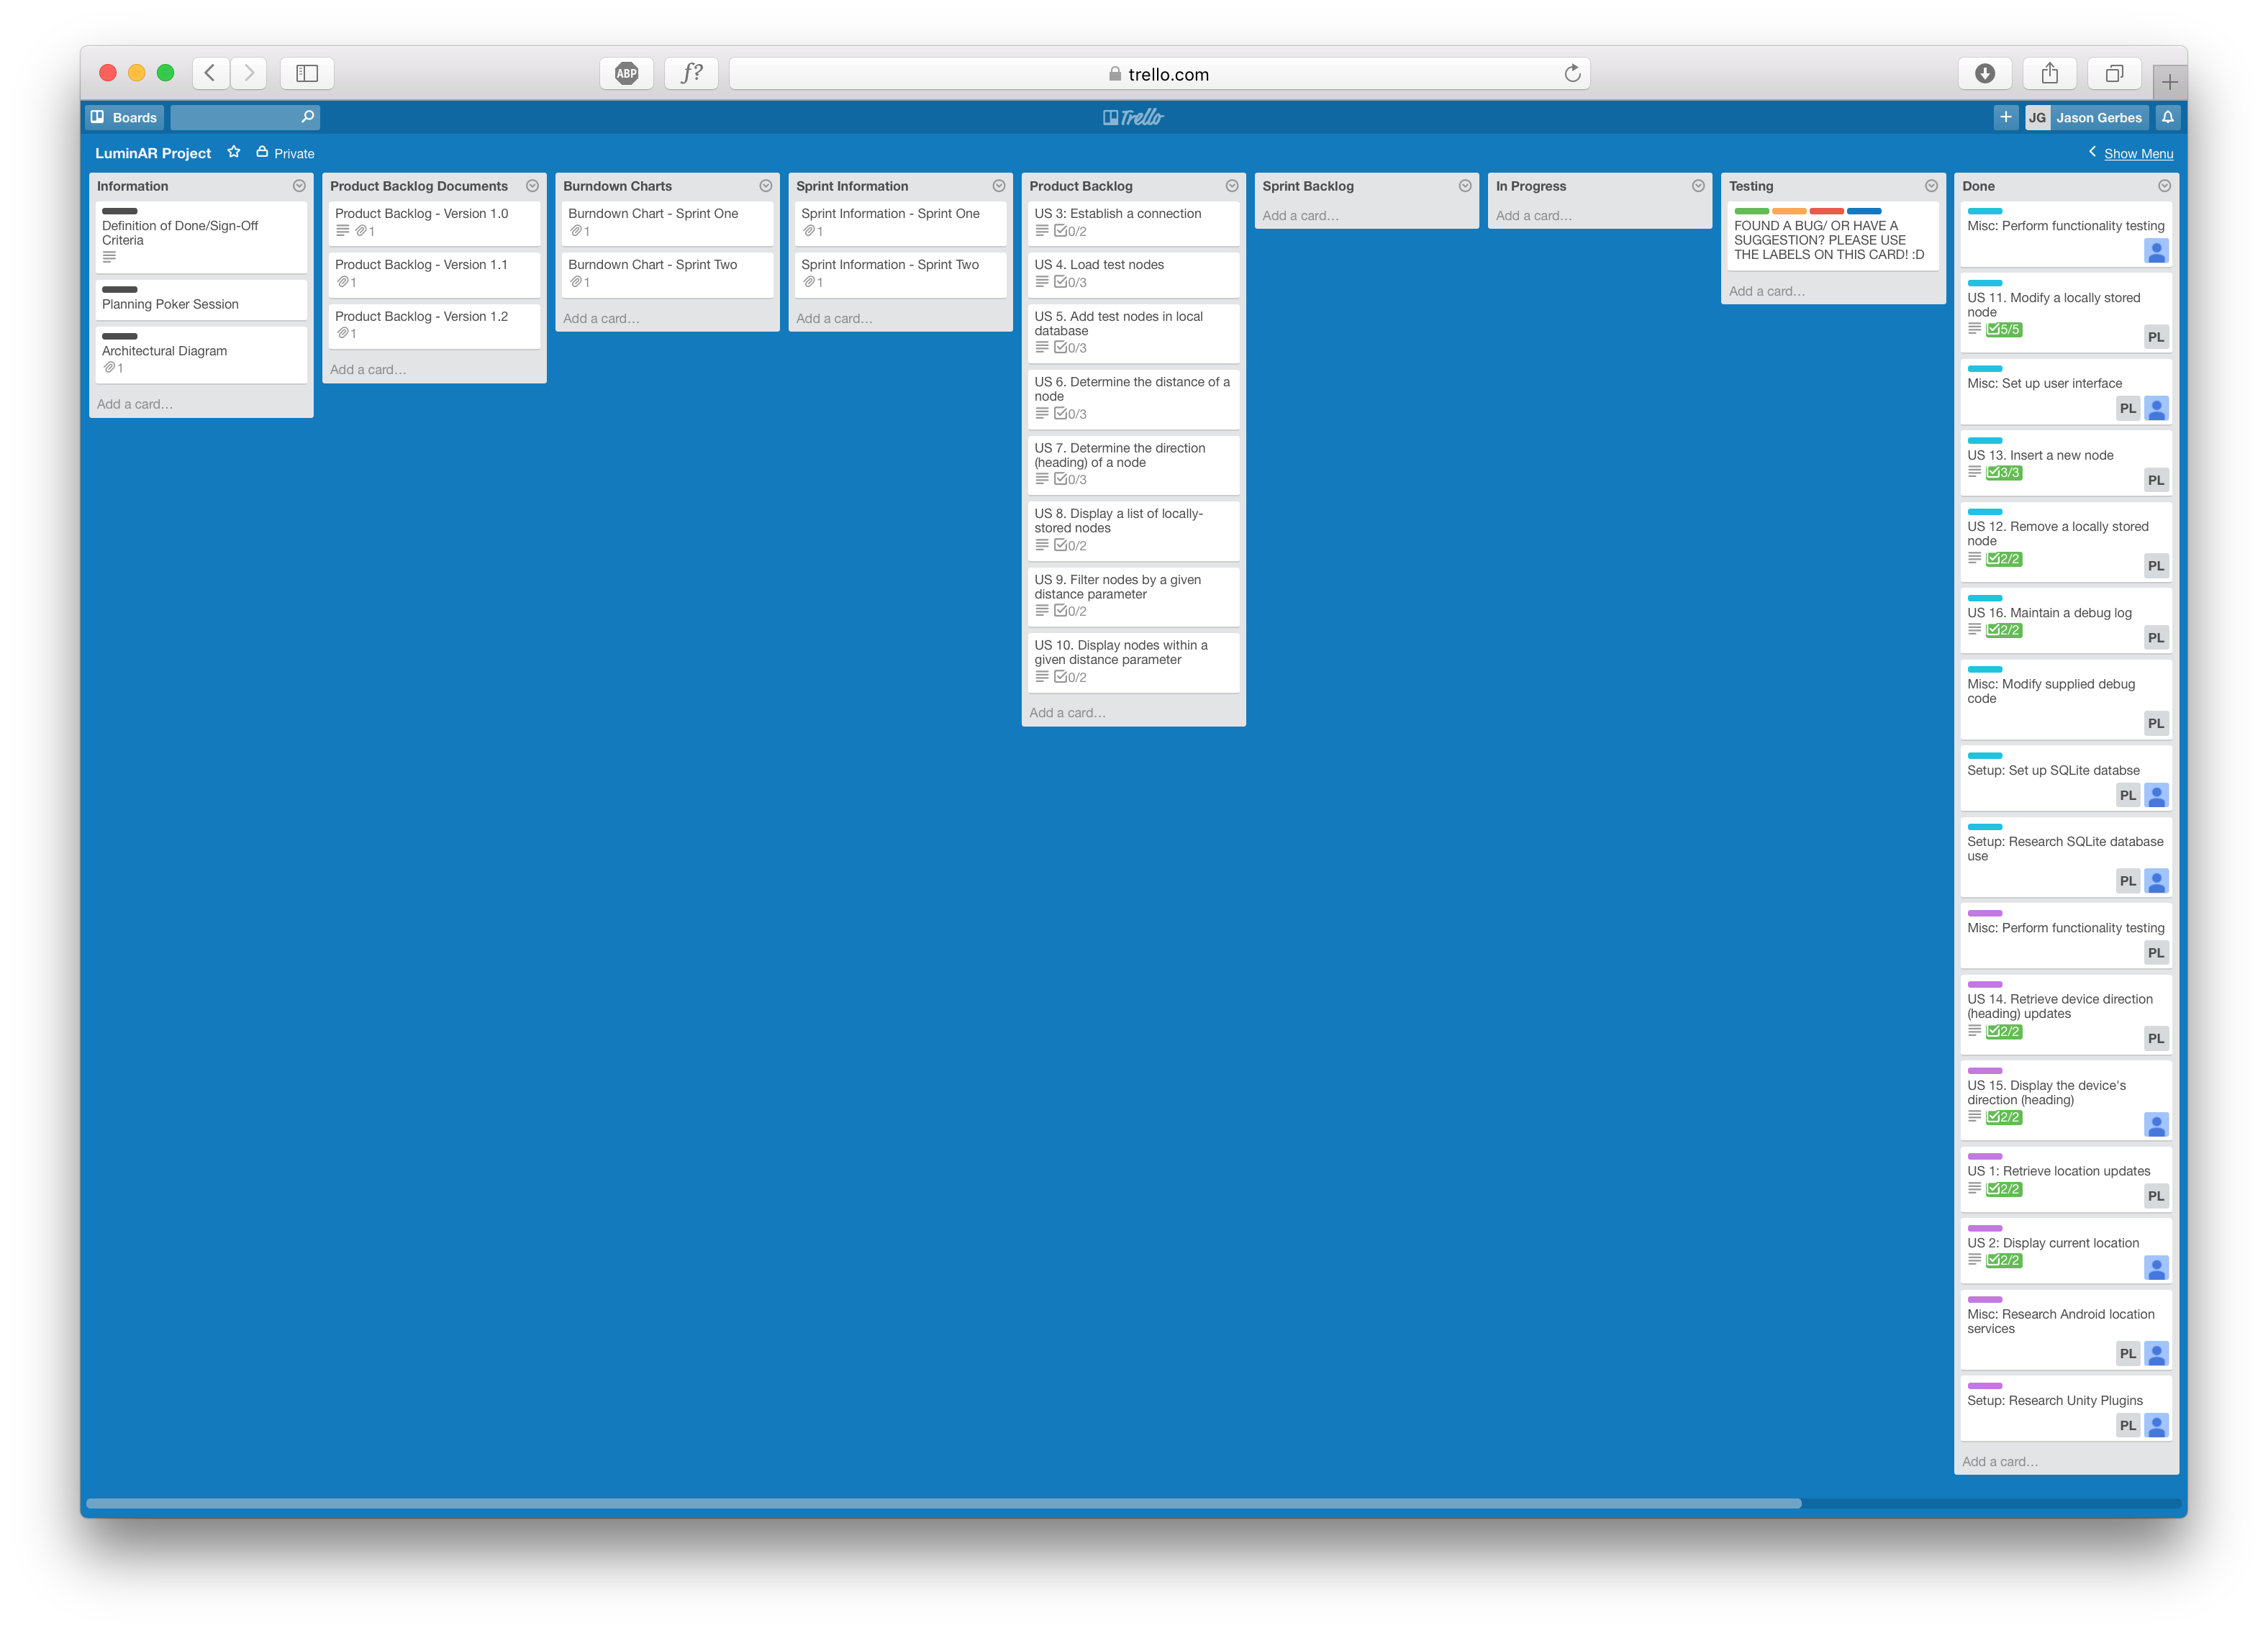 ABP
f?
trello.com
Boards
Trello
JG Jason Gerbes
LuminAR Project
Private
Show Menu
Information
Definition of Done/Sign-Off
Criteria
Planning Poker Session
Architectural Diagram
1
Add a card…
Product Backlog Documents
Product Backlog - Version 1.0
1
Product Backlog - Version 1.1
1
Product Backlog - Version 1.2
1
Add a card…
Burndown Charts
Burndown Chart - Sprint One
1
Burndown Chart - Sprint Two
1
Add a card…
Sprint Information
Sprint Information - Sprint One
1
Sprint Information - Sprint Two
1
Add a card…
Product Backlog
US 3: Establish a connection
0/2
US 4. Load test nodes
0/3
US 5. Add test nodes in local
database
0/3
US 6. Determine the distance of a
node
0/3
US 7. Determine the direction
(heading) of a node
0/3
US 8. Display a list of locally-
stored nodes
0/2
US 9. Filter nodes by a given
distance parameter
0/2
US 10. Display nodes within a
given distance parameter
0/2
Add a card…
Sprint Backlog
Add a card…
In Progress
Add a card…
Testing
FOUND A BUG/ OR HAVE A
SUGGESTION? PLEASE USE
THE LABELS ON THIS CARD! :D
Add a card…
Done
Misc: Perform functionality testing
US 11. Modify a locally stored
node
5/5
PL
Misc: Set up user interface
PL
US 13. Insert a new node
3/3
PL
US 12. Remove a locally stored
node
2/2
PL
US 16. Maintain a debug log
2/2
PL
Misc: Modify supplied debug
code
PL
Setup: Set up SQLite databse
PL
Setup: Research SQLite database
use
PL
Misc: Perform functionality testing
PL
US 14. Retrieve device direction
(heading) updates
2/2
PL
US 15. Display the device's
direction (heading)
2/2
US 1: Retrieve location updates
2/2
PL
US 2: Display current location
2/2
Misc: Research Android location
services
PL
Setup: Research Unity Plugins
PL
Add a card…